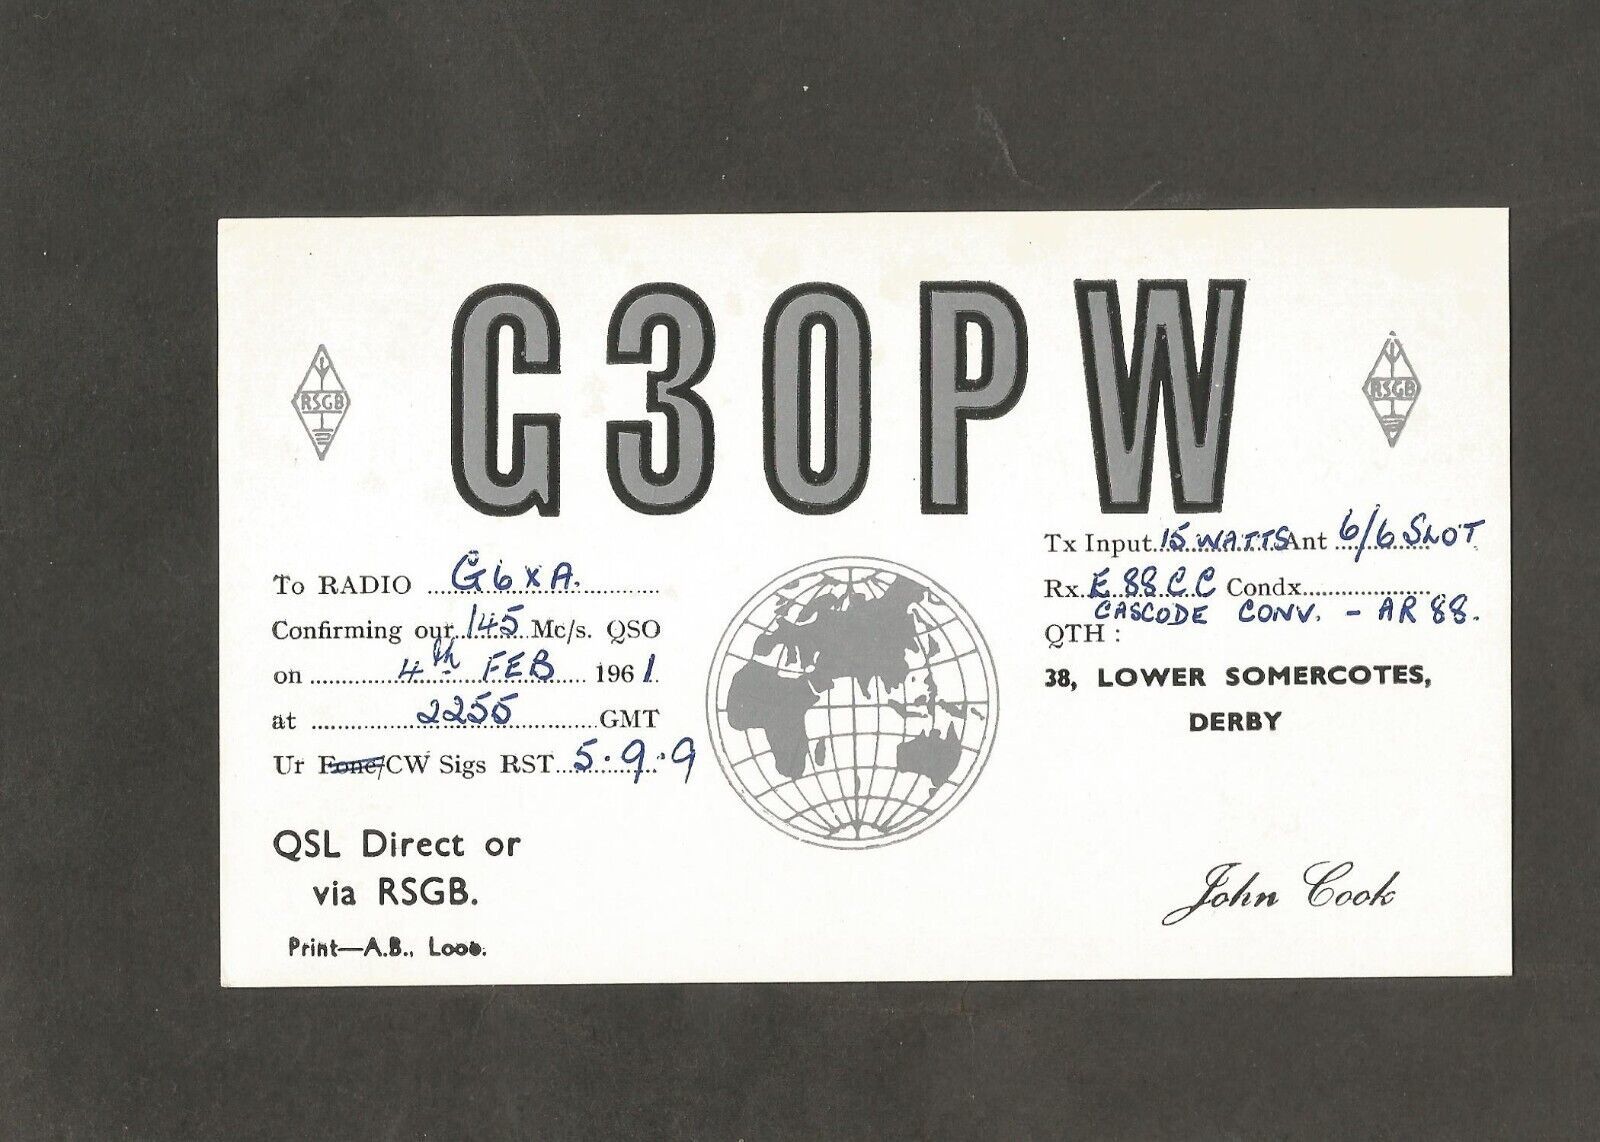 G3OPW
RSGB
RSGB
To RADIO G6XA.
Confirming our 145 Mc/s. QSO
on 4th FEB 1961
at 2255 GMT
Ur Fone/CW Sigs RST 5.9.9
QSL Direct or
via RSGB.
Print—A.B., Looe.
Tx Input 15 WATTS Ant 6/6 SLOT
Rx E88CC Condx
CASCODE CONV. - AR88.
QTH :
38, LOWER SOMERCOTES,
DERBY
John Cook